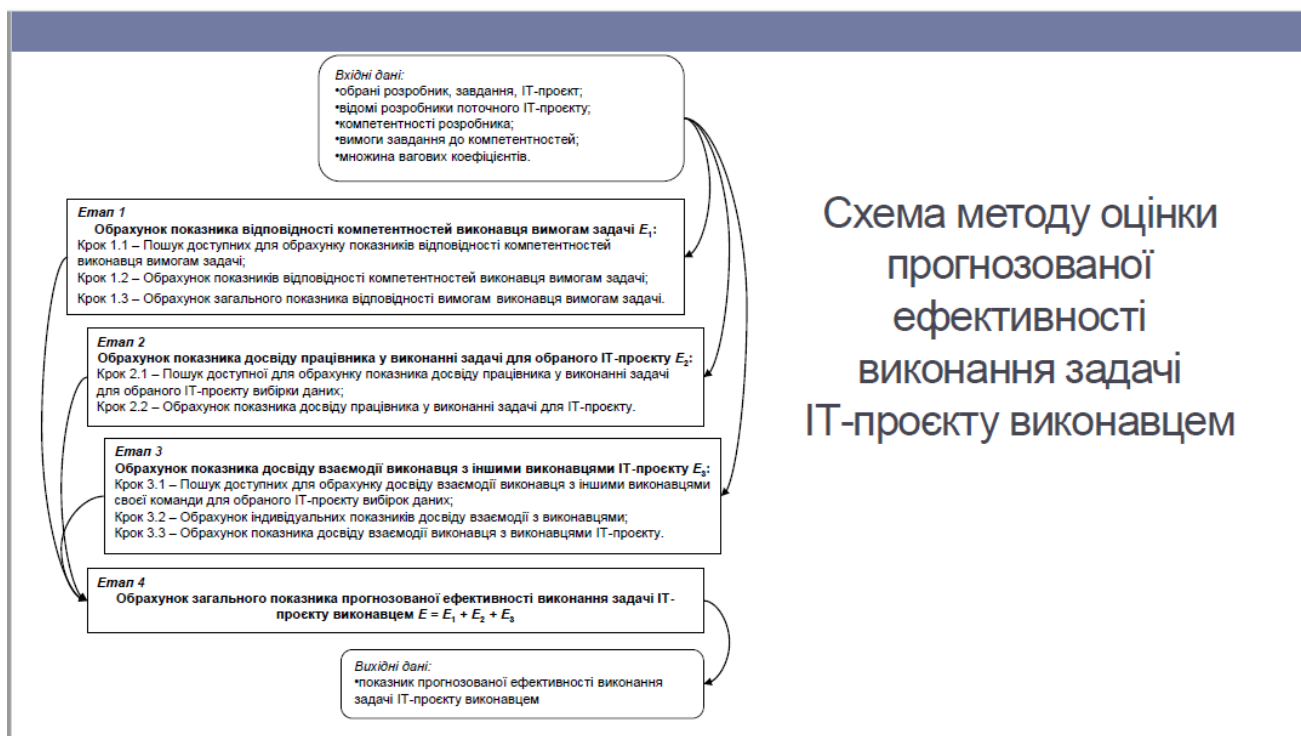 Вхідні дані:
•обрані розробник, завдання, ІТ-проєкт;
•відомі розробники поточного ІТ-проєкту;
•компетентності розробника;
•вимоги завдання до компетентностей;
•множина вагових коефіцієнтів.
Етап 1
Обрахунок показника відповідності компетентностей виконавця вимогам задачі E₁:
Крок 1.1 – Пошук доступних для обрахунку показників відповідності компетентностей
виконавця вимогам задачі;
Крок 1.2 – Обрахунок показників відповідності компетентностей виконавця вимогам задачі;
Крок 1.3 – Обрахунок загального показника відповідності вимогам виконавця вимогам задачі.
Етап 2
Обрахунок показника досвіду працівника у виконанні задачі для обраного ІТ-проєкту E₂:
Крок 2.1 – Пошук доступної для обрахунку показника досвіду працівника у виконанні задачі
для обраного ІТ-проєкту вибірки даних;
Крок 2.2 – Обрахунок показника досвіду працівника у виконанні задачі для ІТ-проєкту.
Етап 3
Обрахунок показника досвіду взаємодії виконавця з іншими виконавцями ІТ-проєкту E₃:
Крок 3.1 – Пошук доступних для обрахунку досвіду взаємодії виконавця з іншими виконавцями
своєї команди для обраного ІТ-проєкту вибірок даних;
Крок 3.2 – Обрахунок індивідуальних показників досвіду взаємодії з виконавцями;
Крок 3.3 – Обрахунок показника досвіду взаємодії виконавця з виконавцями ІТ-проєкту.
Етап 4
Обрахунок загального показника прогнозованої ефективності виконання задачі ІТ-
проєкту виконавцем E = E₁ + E₂ + E₃
Вихідні дані:
•показник прогнозованої ефективності виконання
задачі ІТ-проєкту виконавцем
Схема методу оцінки
прогнозованої
ефективності
виконання задачі
ІТ-проєкту виконавцем